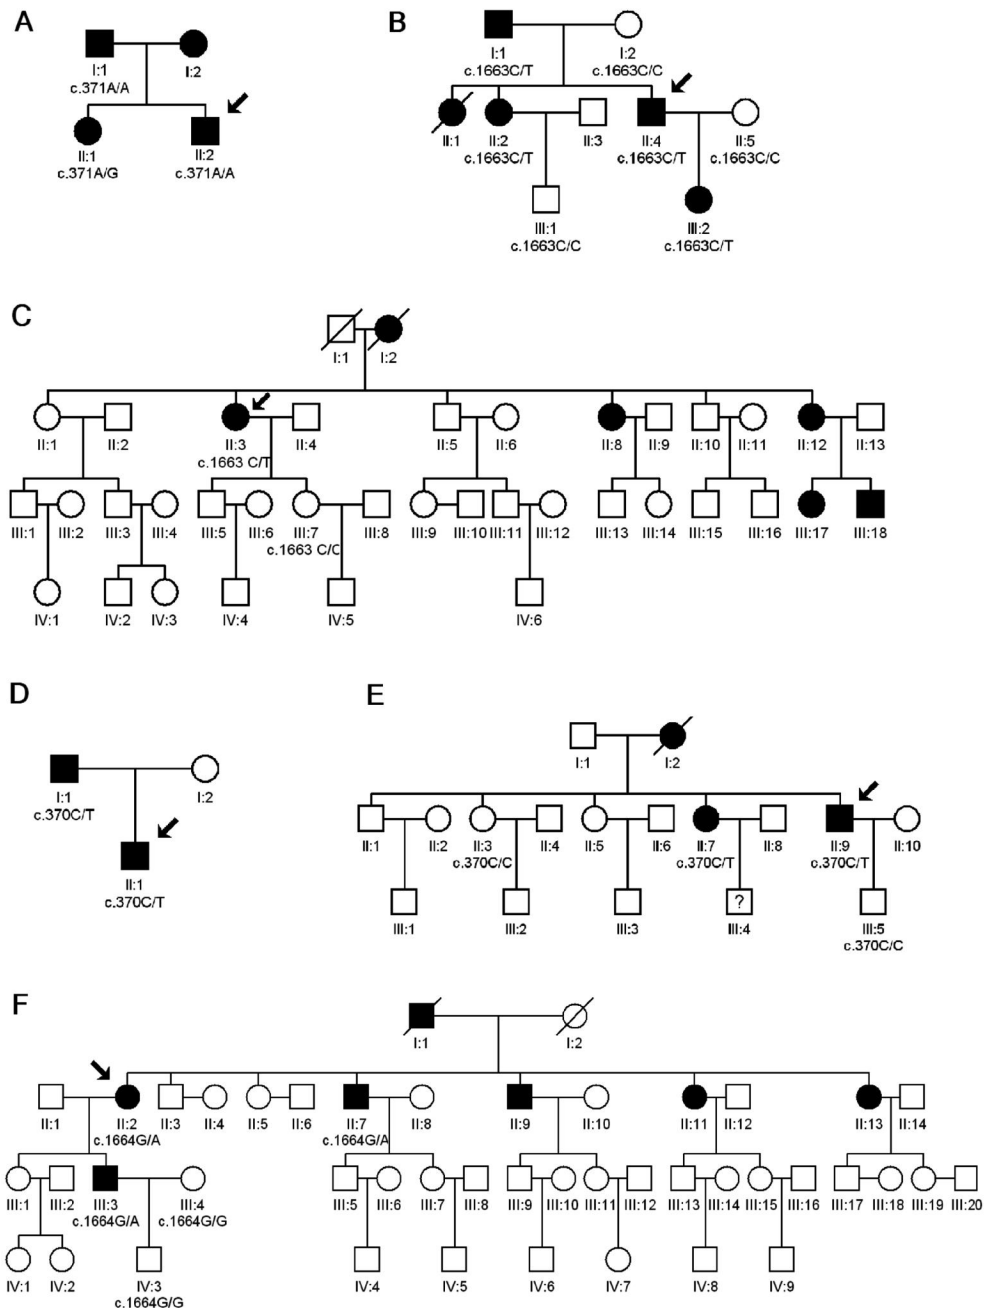 A
B
I:1 I:2
c.371A/A
II:1 II:2
c.371A/G c.371A/A
I:1 I:2
c.1663C/T c.1663C/C
II:1 II:2 II:3 II:4 II:5
c.1663C/T c.1663C/T c.1663C/C
III:1 III:2
c.1663C/C c.1663C/T
C
I:1 I:2
II:1 II:2 II:3 II:4 II:5 II:6 II:8 II:9 II:10 II:11 II:12 II:13
c.1663 C/T
III:1 III:2 III:3 III:4 III:5 III:6 III:7 III:8 III:9 III:10 III:11 III:12 III:13 III:14 III:15 III:16 III:17 III:18
c.1663 C/C
IV:1 IV:2 IV:3 IV:4 IV:5 IV:6
D
I:1 I:2
c.370C/T
II:1
c.370C/T
E
I:1 I:2
II:1 II:2 II:3 II:4 II:5 II:6 II:7 II:8 II:9 II:10
c.370C/C c.370C/T c.370C/T
?
III:1 III:2 III:3 III:4 III:5
c.370C/C
F
I:1 I:2
II:1 II:2 II:3 II:4 II:5 II:6 II:7 II:8 II:9 II:10 II:11 II:12 II:13 II:14
c.1664G/A c.1664G/A
III:1 III:2 III:3 III:4 III:5 III:6 III:7 III:8 III:9 III:10 III:11 III:12 III:13 III:14 III:15 III:16 III:17 III:18 III:19 III:20
c.1664G/A c.1664G/G
IV:1 IV:2 IV:3 IV:4 IV:5 IV:6 IV:7 IV:8 IV:9
c.1664G/G